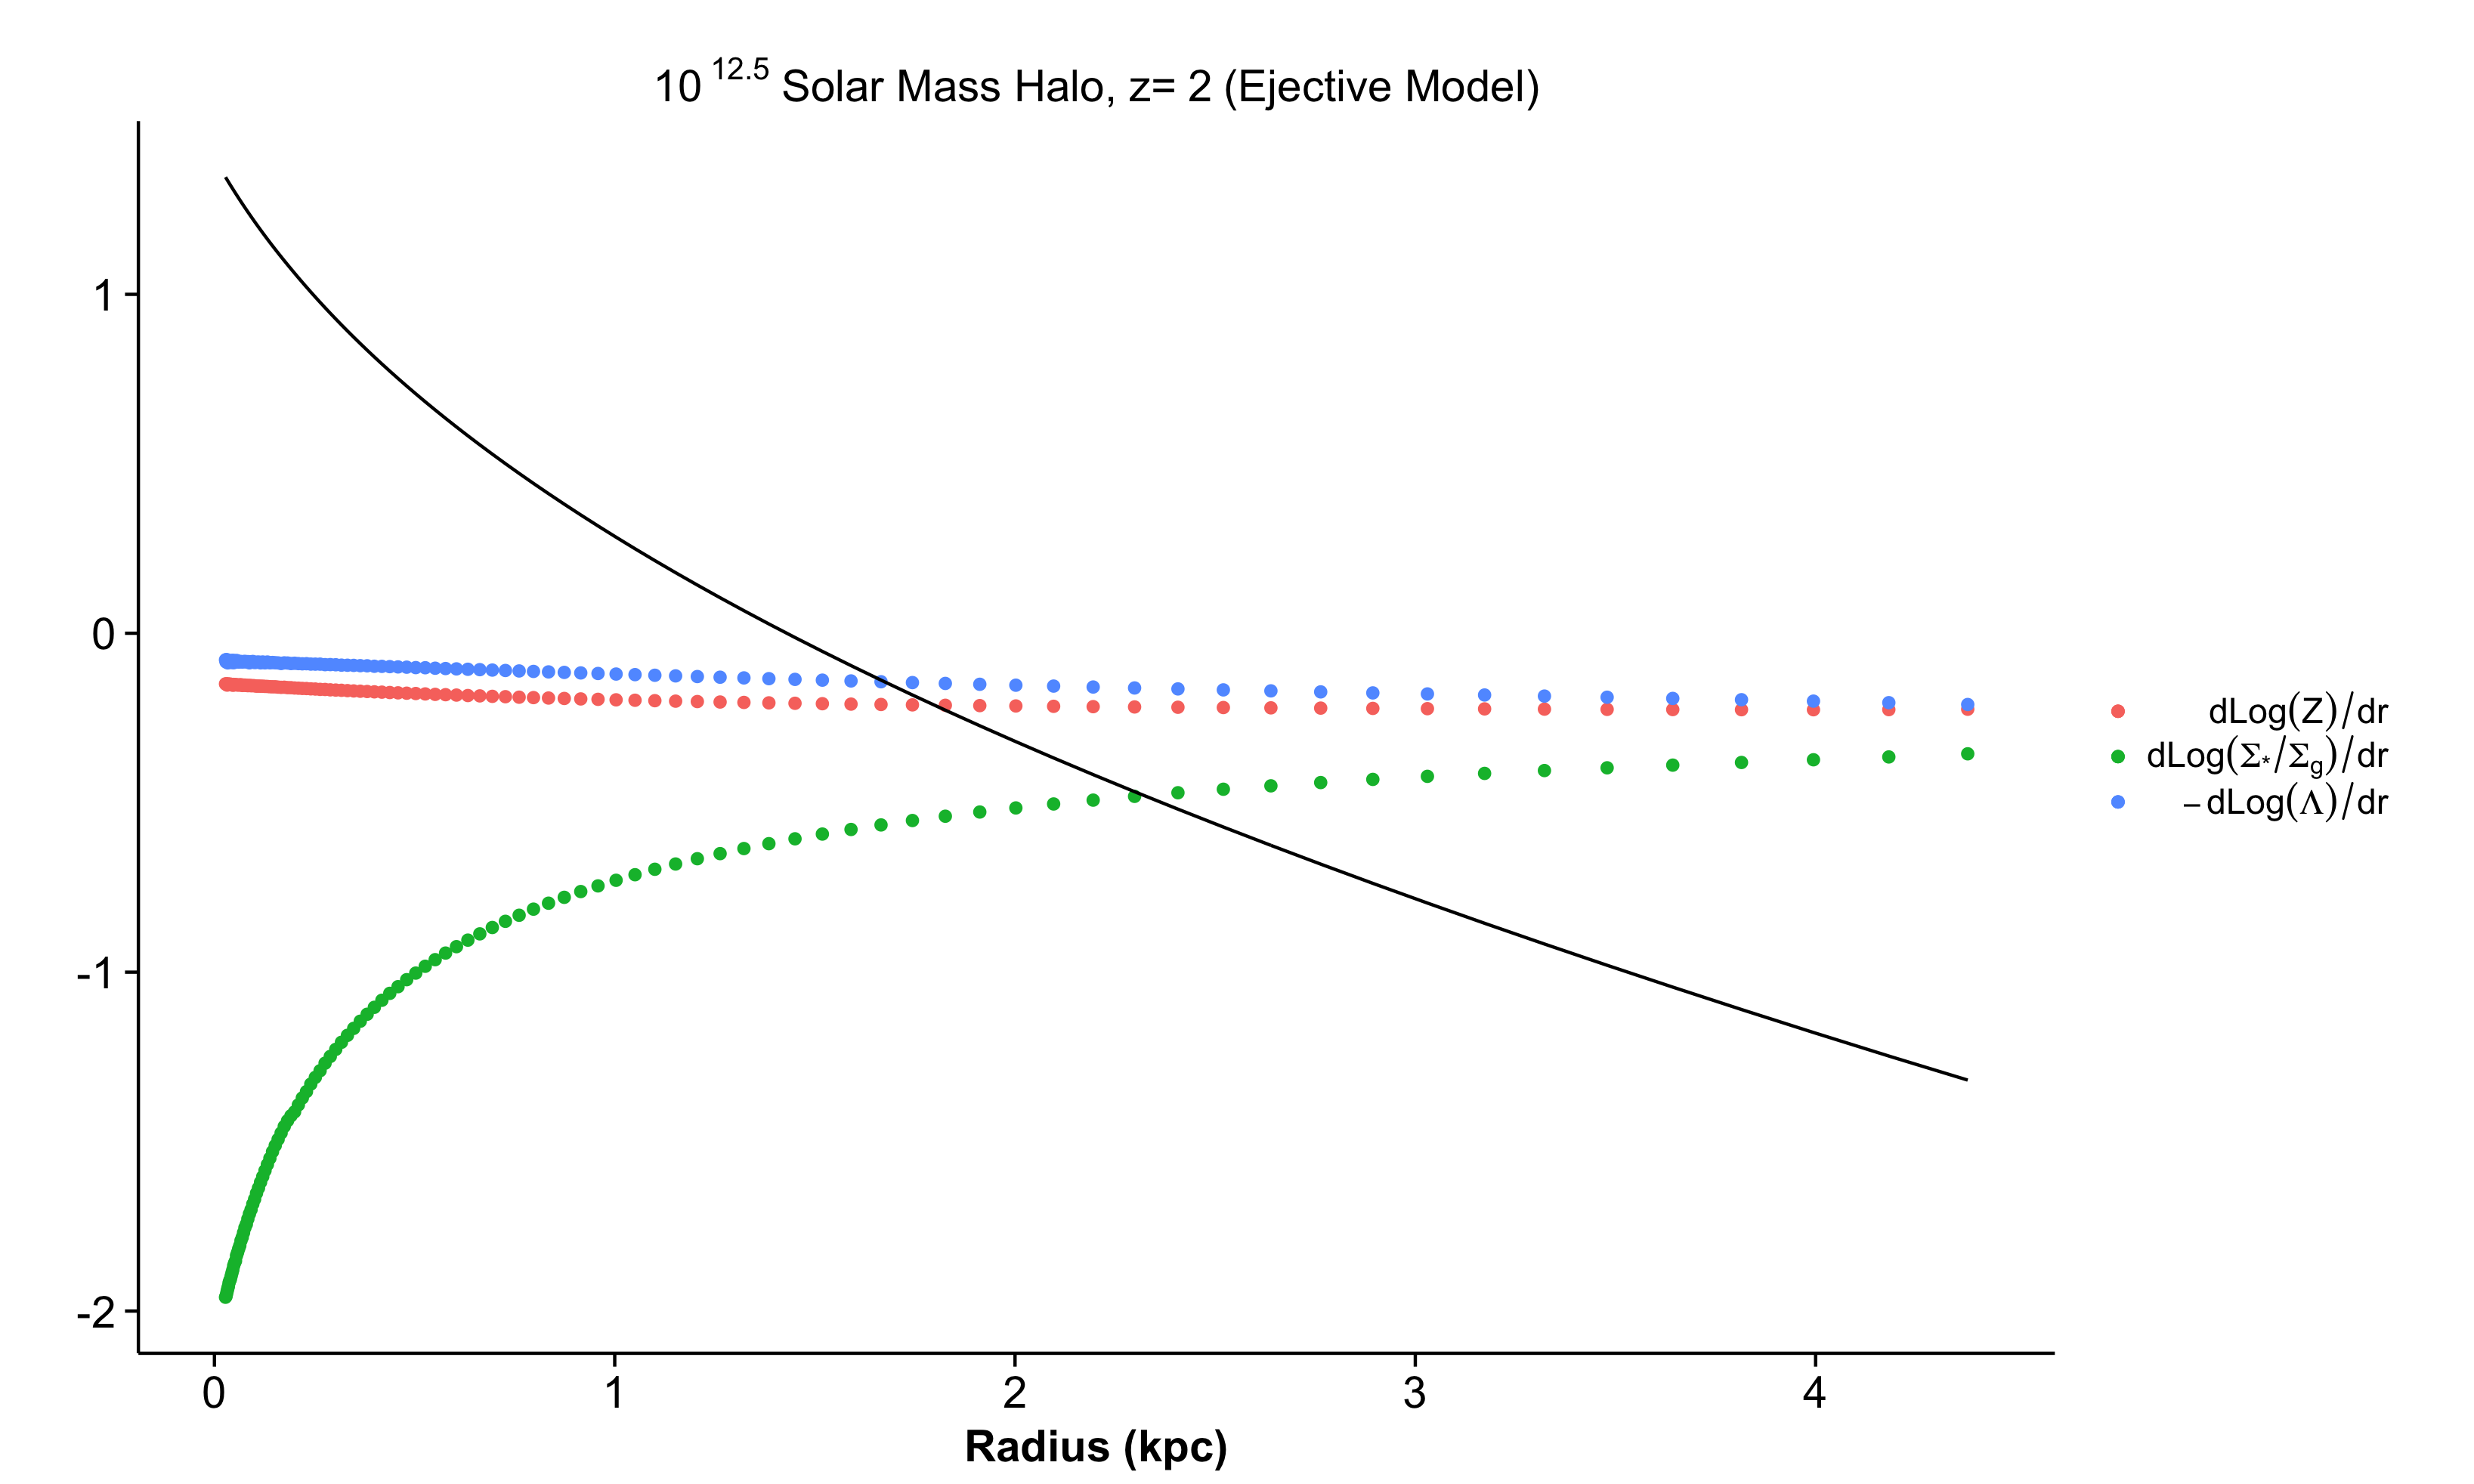 10 12.5 Solar Mass Halo, z= 2 (Ejective Model)
1
0
-1
-2
0 1 2 3 4
Radius (kpc)
dLog(Z)/dr
dLog(Σ*/Σg)/dr
– dLog(Λ)/dr